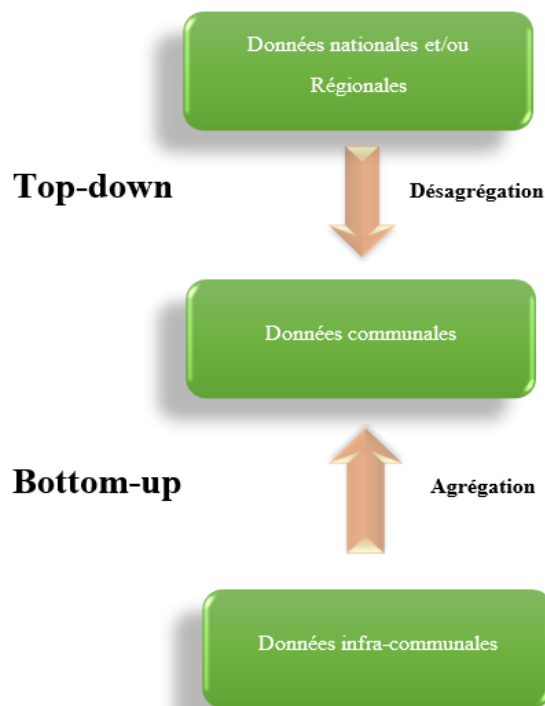 Données nationales et/ou
Régionales
Top-down
Désagrégation
Données communales
Bottom-up
Agrégation
Données infra-communales